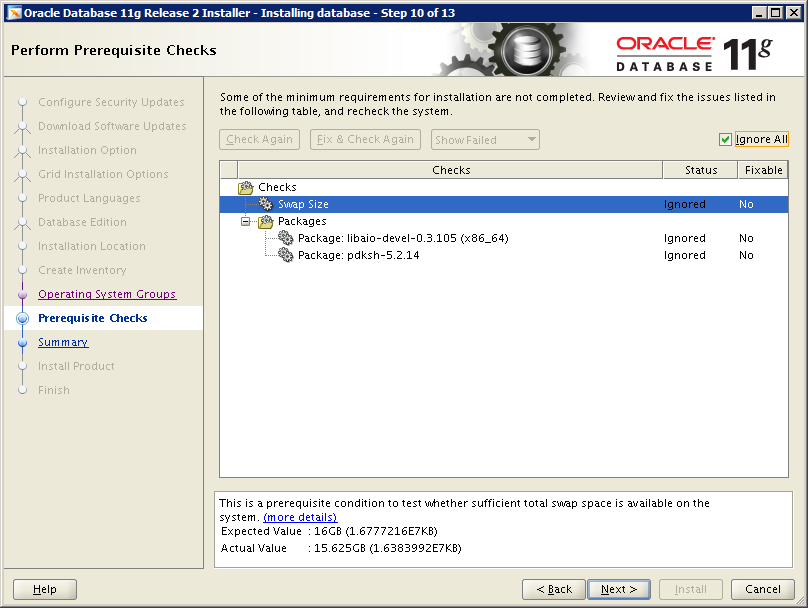 Oracle Database 11g Release 2 Installer - Installing database - Step 10 of 13
Perform Prerequisite Checks
ORACLE
DATABASE 11g
Configure Security Updates
Download Software Updates
Installation Option
Grid Installation Options
Product Languages
Database Edition
Installation Location
Create Inventory
Operating System Groups
Prerequisite Checks
Summary
Install Product
Finish
Some of the minimum requirements for installation are not completed. Review and fix the issues listed in
the following table, and recheck the system.
Check Again Fix & Check Again Show Failed Ignore All
Checks Status Fixable
Checks
Swap Size Ignored No
Packages
Package: libaio-devel-0.3.105 (x86_64) Ignored No
Package: pdksh-5.2.14 Ignored No
This is a prerequisite condition to test whether sufficient total swap space is available on the
system. (more details)
Expected Value : 16GB (1.6777216E7KB)
Actual Value : 15.625GB (1.6383992E7KB)
Help < Back Next > Install Cancel